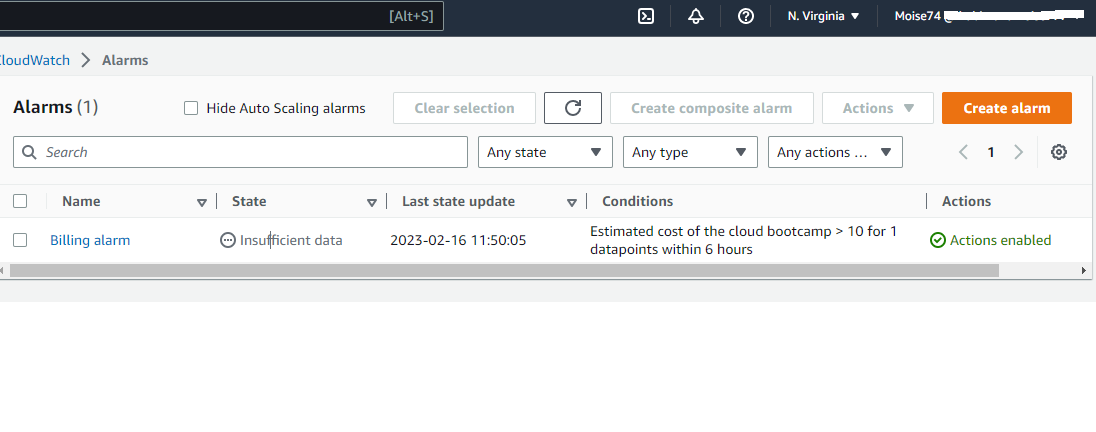 [Alt+S]
N. Virginia
Moise74 @
CloudWatch
Alarms
Alarms (1)
Hide Auto Scaling alarms
Clear selection
Create composite alarm
Actions
Create alarm
Search
Any state
Any type
Any actions ...
1
Name
State
Last state update
Conditions
Actions
Billing alarm
Insufficient data
2023-02-16 11:50:05
Estimated cost of the cloud bootcamp > 10 for 1
datapoints within 6 hours
Actions enabled